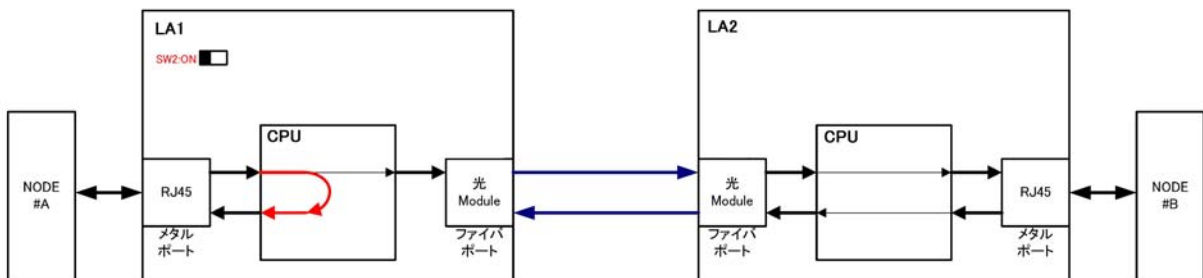 LA1
SW2:ON
CPU
NODE
#A
RJ45
メタル
ポート
光
Module
ファイバ
ポート
LA2
光
Module
ファイバ
ポート
CPU
RJ45
メタル
ポート
NODE
#B